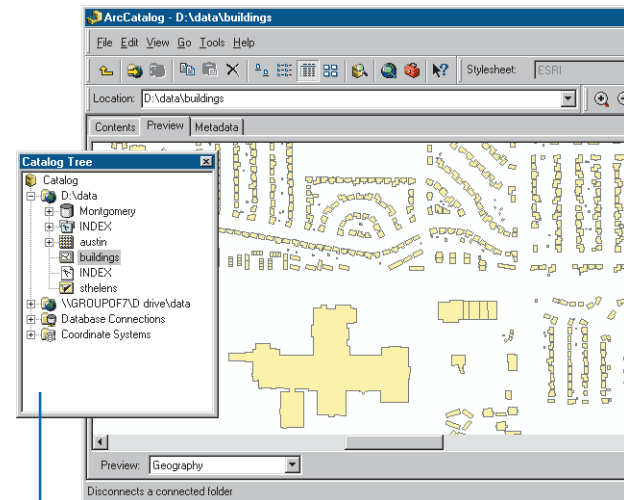 ArcCatalog - D:\data\buildings
File Edit View Go Tools Help
Stylesheet: ESRI
Location: D:\data\buildings
Contents Preview Metadata
Catalog Tree
Catalog
D:\data
Montgomery
INDEX
austin
buildings
INDEX
sthelens
\\GROUPOF7\D drive\data
Database Connections
Coordinate Systems
Preview: Geography
Disconnects a connected folder